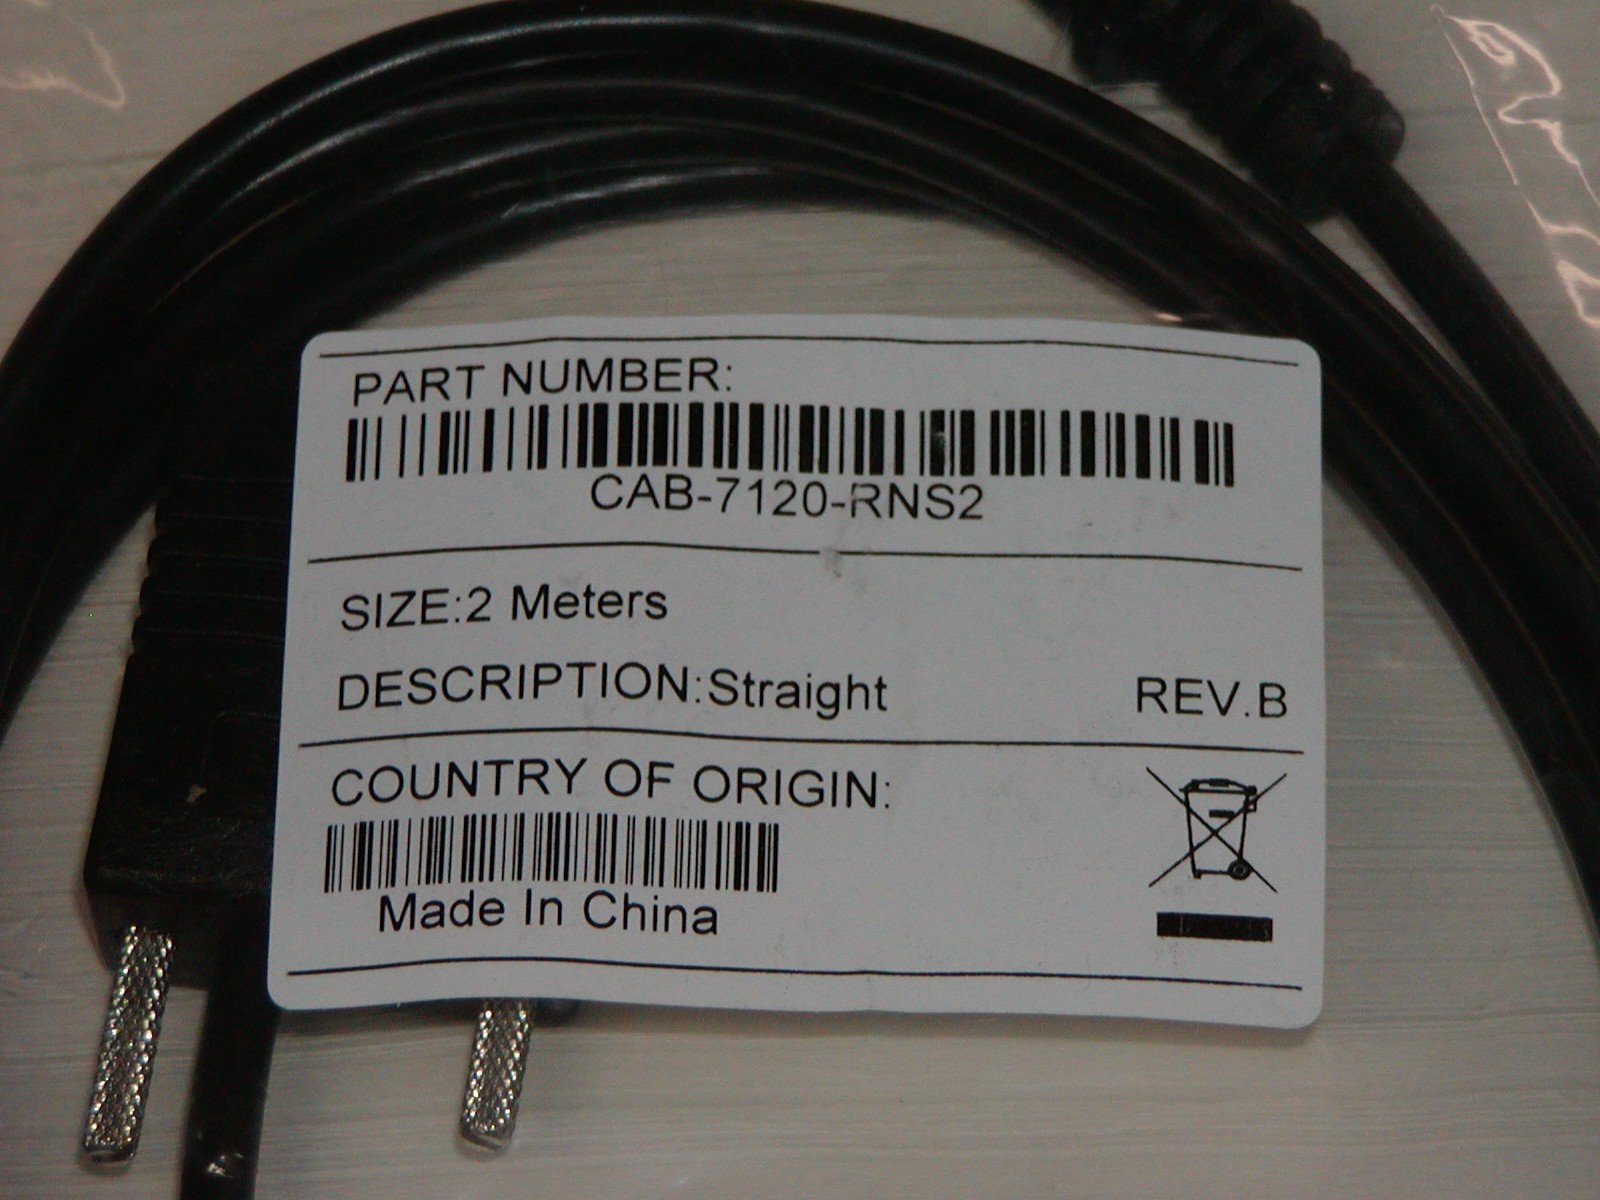 PART NUMBER:
CAB-7120-RNS2
SIZE:2 Meters
DESCRIPTION:Straight REV.B
COUNTRY OF ORIGIN:
Made In China